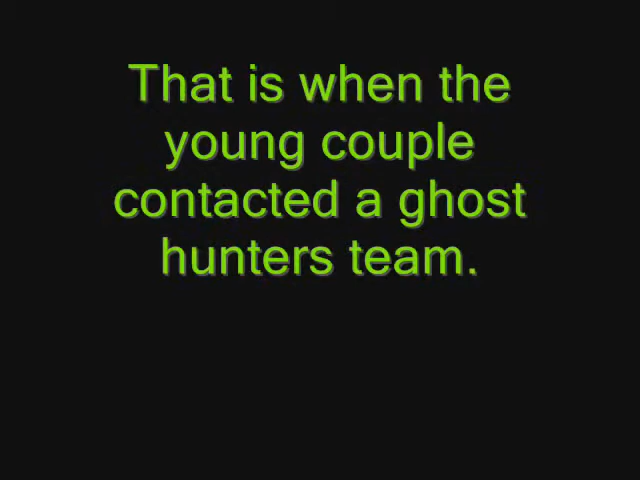 That is when the
young couple
contacted a ghost
hunters team.